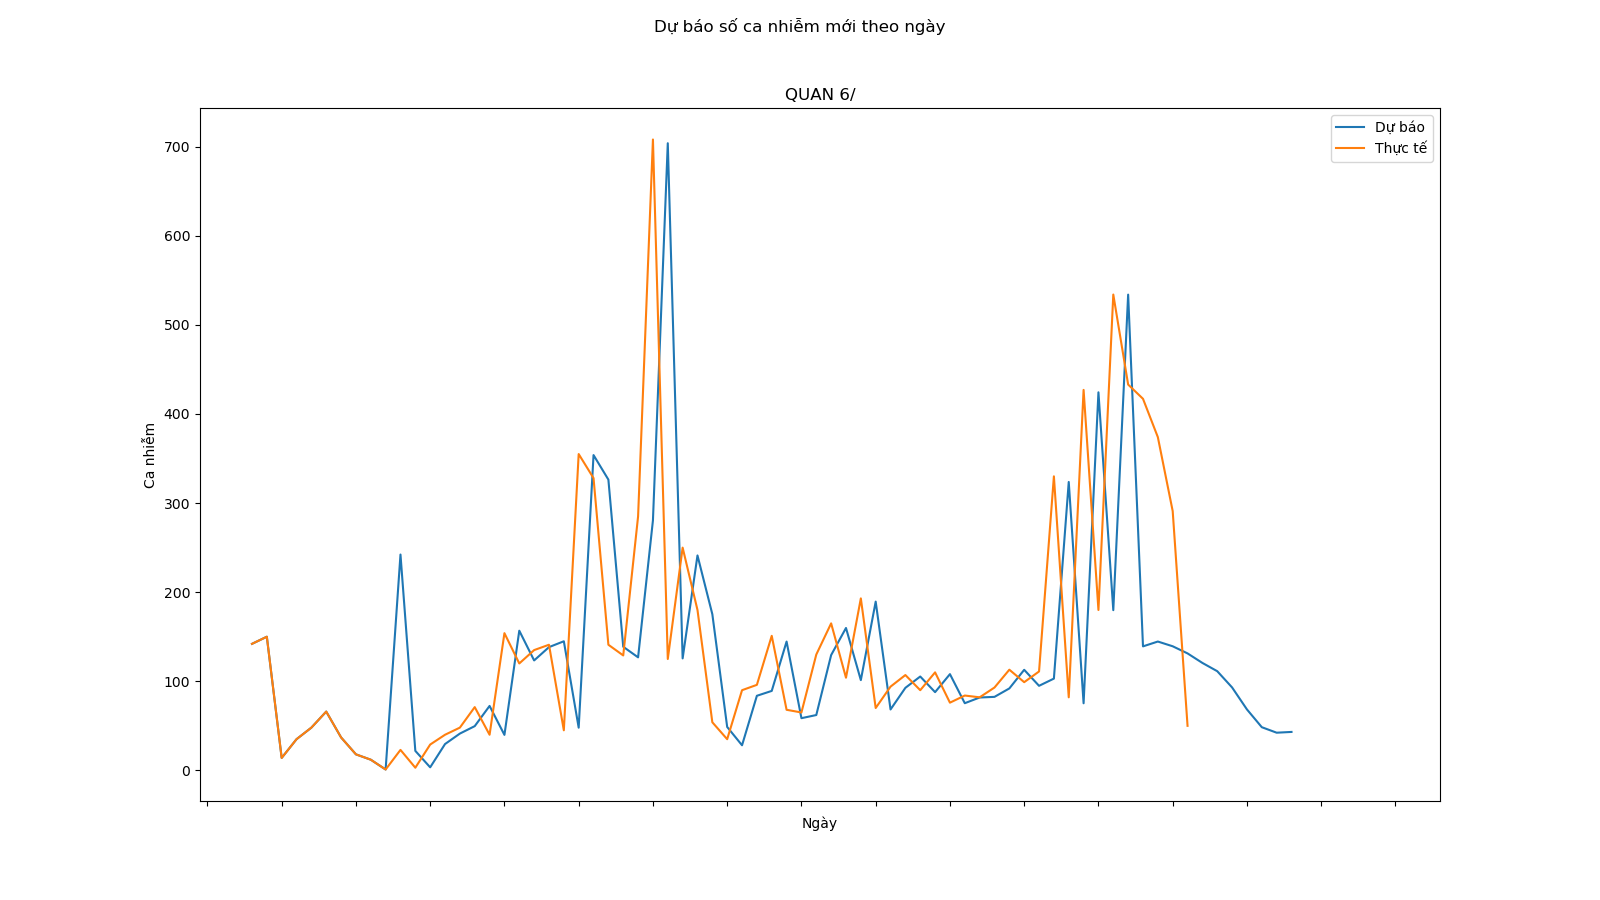 Dự báo số ca nhiễm mới theo ngày
QUAN 6/
Dự báo
Thực tế
700
600
500
400
300
200
100
0
Ca nhiễm
Ngày